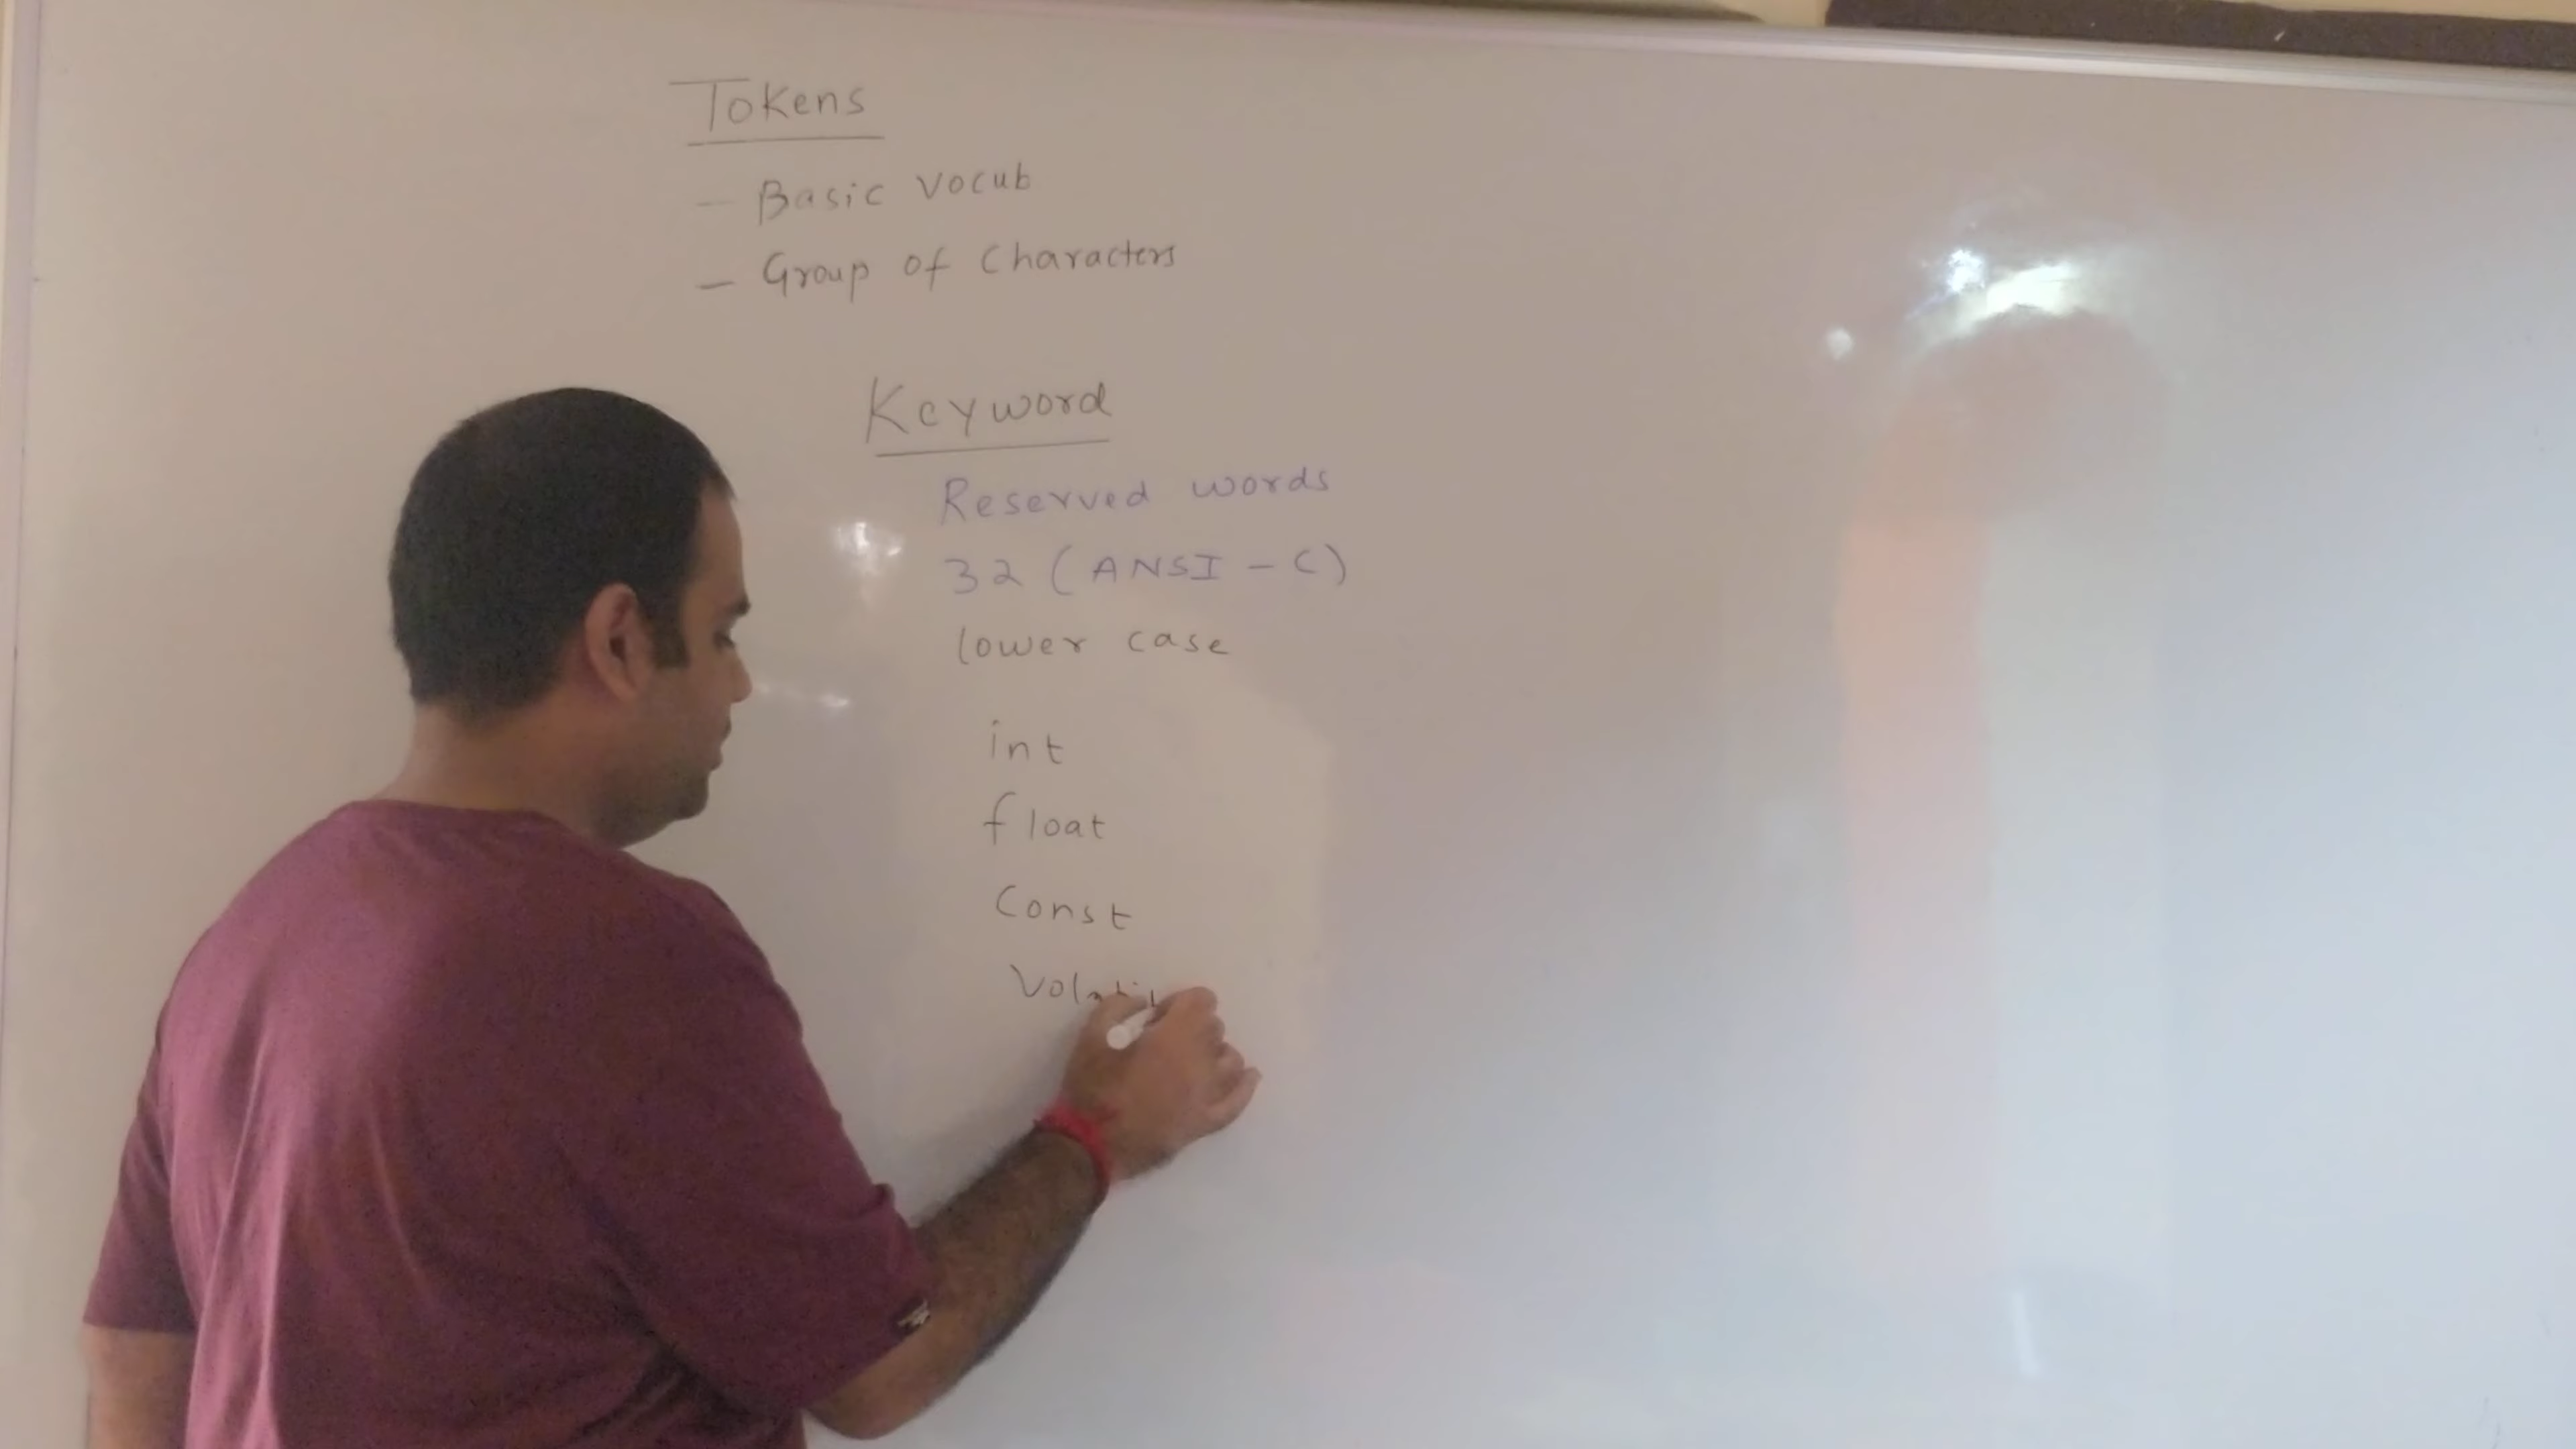 Tokens
- Basic Vocub
- Group of Characters
Keyword
Reserved words
32 (ANSI - C)
lower case
int
float
Const